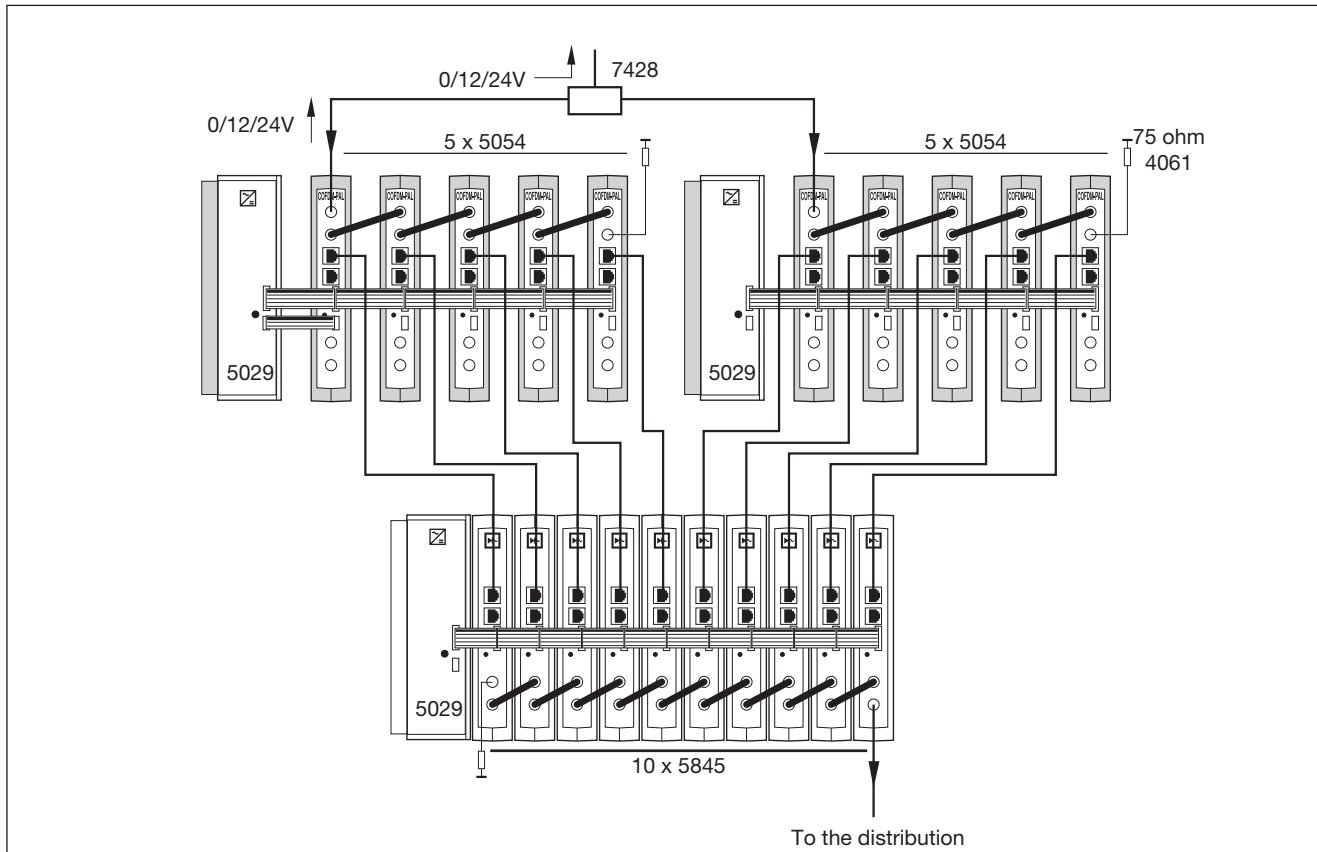 7428
0/12/24V
0/12/24V
5 x 5054
5 x 5054
75 ohm
4061
COFDM-PAL
COFDM-PAL
COFDM-PAL
COFDM-PAL
COFDM-PAL
COFDM-PAL
COFDM-PAL
COFDM-PAL
COFDM-PAL
COFDM-PAL
5029
5029
5029
10 x 5845
To the distribution